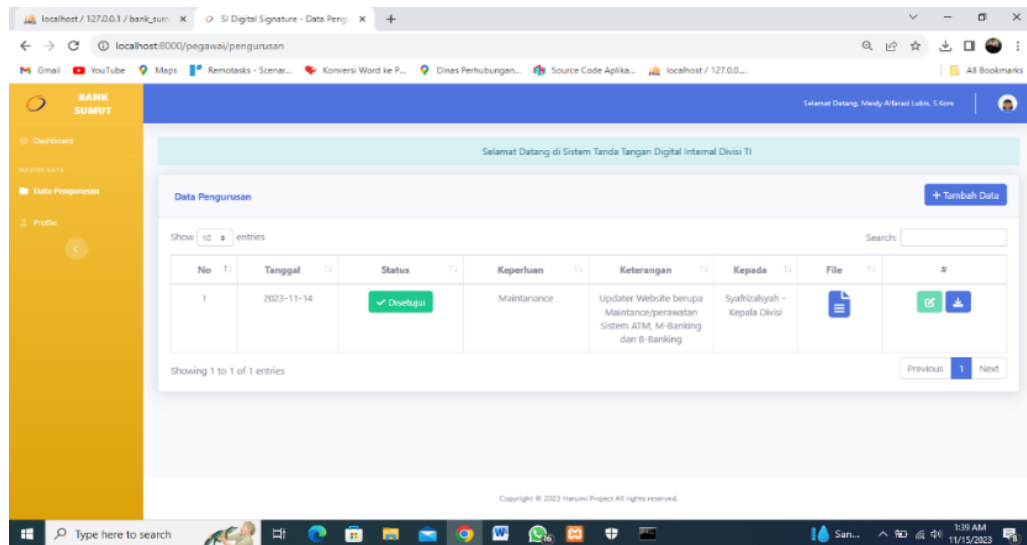 localhost / 127.0.0.1 / bank_sum
SI Digital Signature - Data Peng
localhost:8000/pegawai/pengurusan
Gmail
YouTube
Maps
Remotasks - Scenar...
Konversi Word ke P...
Dinas Perhubungan...
Source Code Aplika...
localhost / 127.0.0....
All Bookmarks
BANK
SUMUT
Selamat Datang, Meidy Alfarazi Lubis, S.Kom
Dashboard
Selamat Datang di Sistem Tanda Tangan Digital Internal Divisi TI
MASTER DATA
Data Pengurusan
Profile
Data Pengurusan
+ Tambah Data
Show 10 entries
Search:
No Tanggal Status Keperluan Keterangan Kepada File #
1 2023-11-14 Disetujui Maintanance
Updater Website berupa
Maintance/perawatan
Sistem ATM, M-Banking
dan B-Banking
Syafrizalsyah -
Kepala Divisi
Showing 1 to 1 of 1 entries
Previous 1 Next
Copyright © 2023 Harumi Project All rights reserved.
Type here to search
San...
1:39 AM
11/15/2023